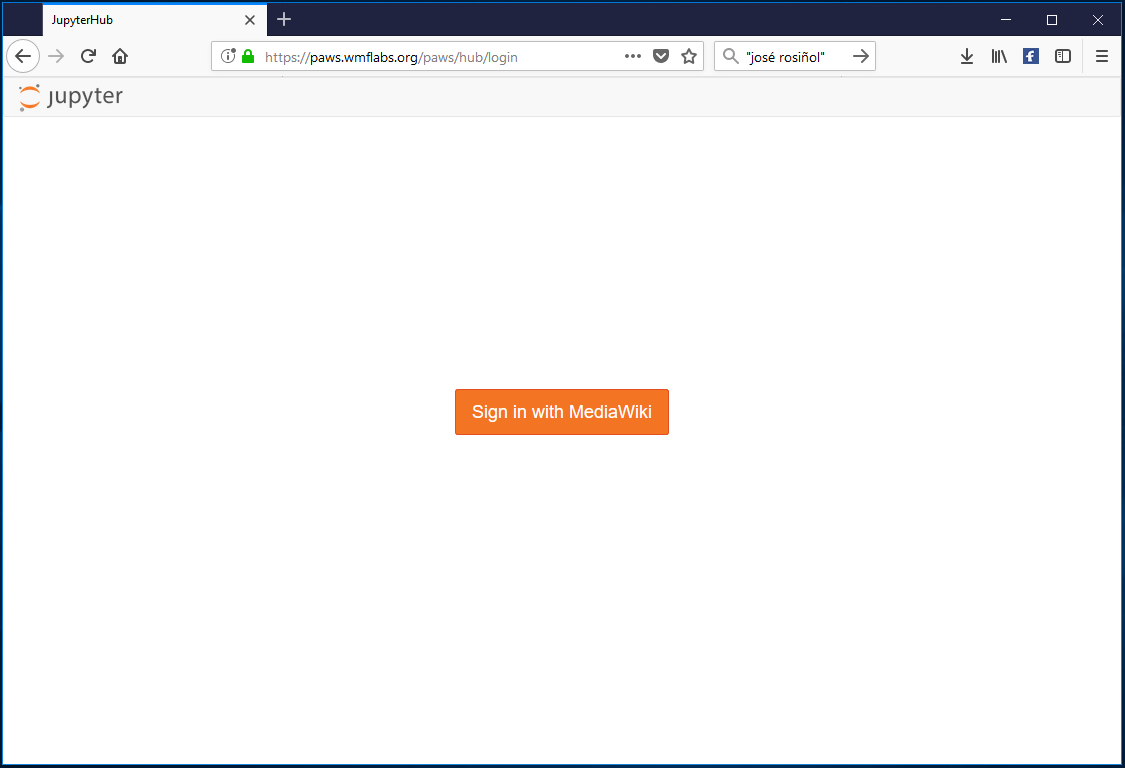 JupyterHub
https://paws.wmflabs.org/paws/hub/login
"josé rosiñol"
jupyter
Sign in with MediaWiki